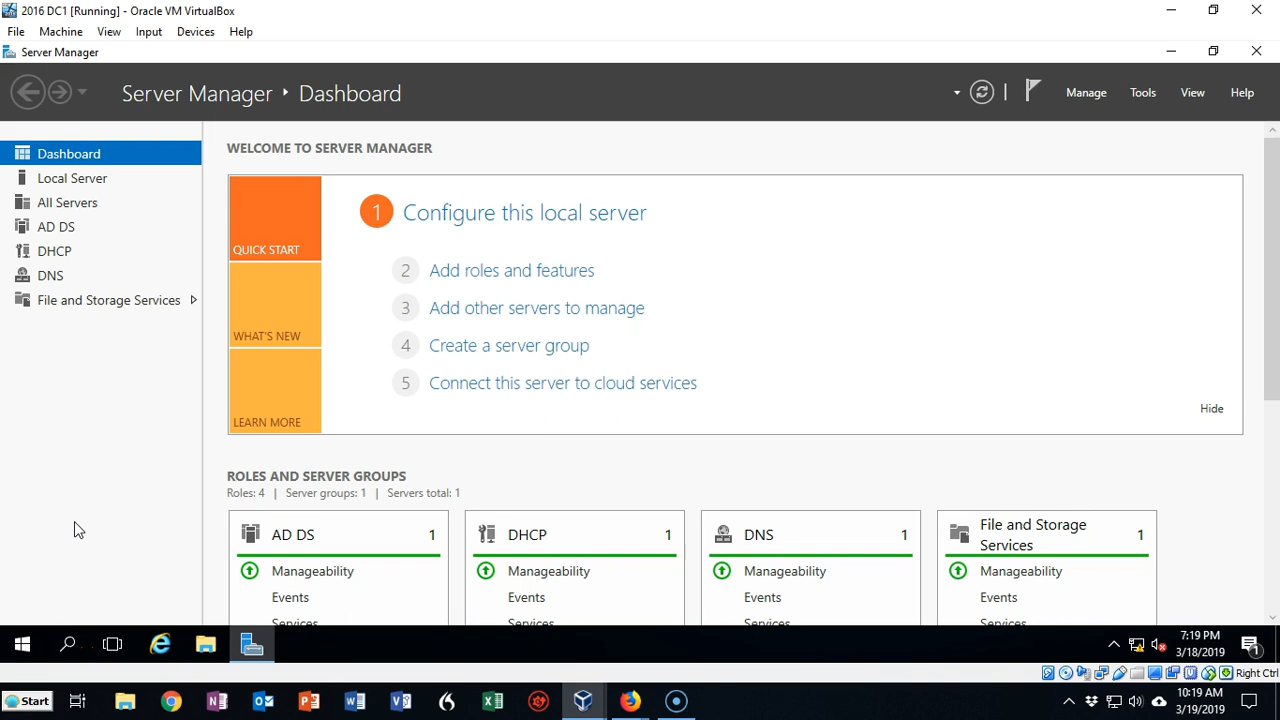 2016 DC1 [Running] - Oracle VM VirtualBox
File Machine View Input Devices Help
Server Manager
Server Manager • Dashboard
Manage Tools View Help
Dashboard
Local Server
All Servers
AD DS
DHCP
DNS
File and Storage Services
WELCOME TO SERVER MANAGER
QUICK START
WHAT'S NEW
LEARN MORE
1 Configure this local server
2 Add roles and features
3 Add other servers to manage
4 Create a server group
5 Connect this server to cloud services
Hide
ROLES AND SERVER GROUPS
Roles: 4 | Server groups: 1 | Servers total: 1
AD DS 1
Manageability
Events
Services
DHCP 1
Manageability
Events
Services
DNS 1
Manageability
Events
Services
File and Storage
Services 1
Manageability
Events
7:19 PM
3/18/2019
1
Right Ctrl
Start
10:19 AM
3/19/2019